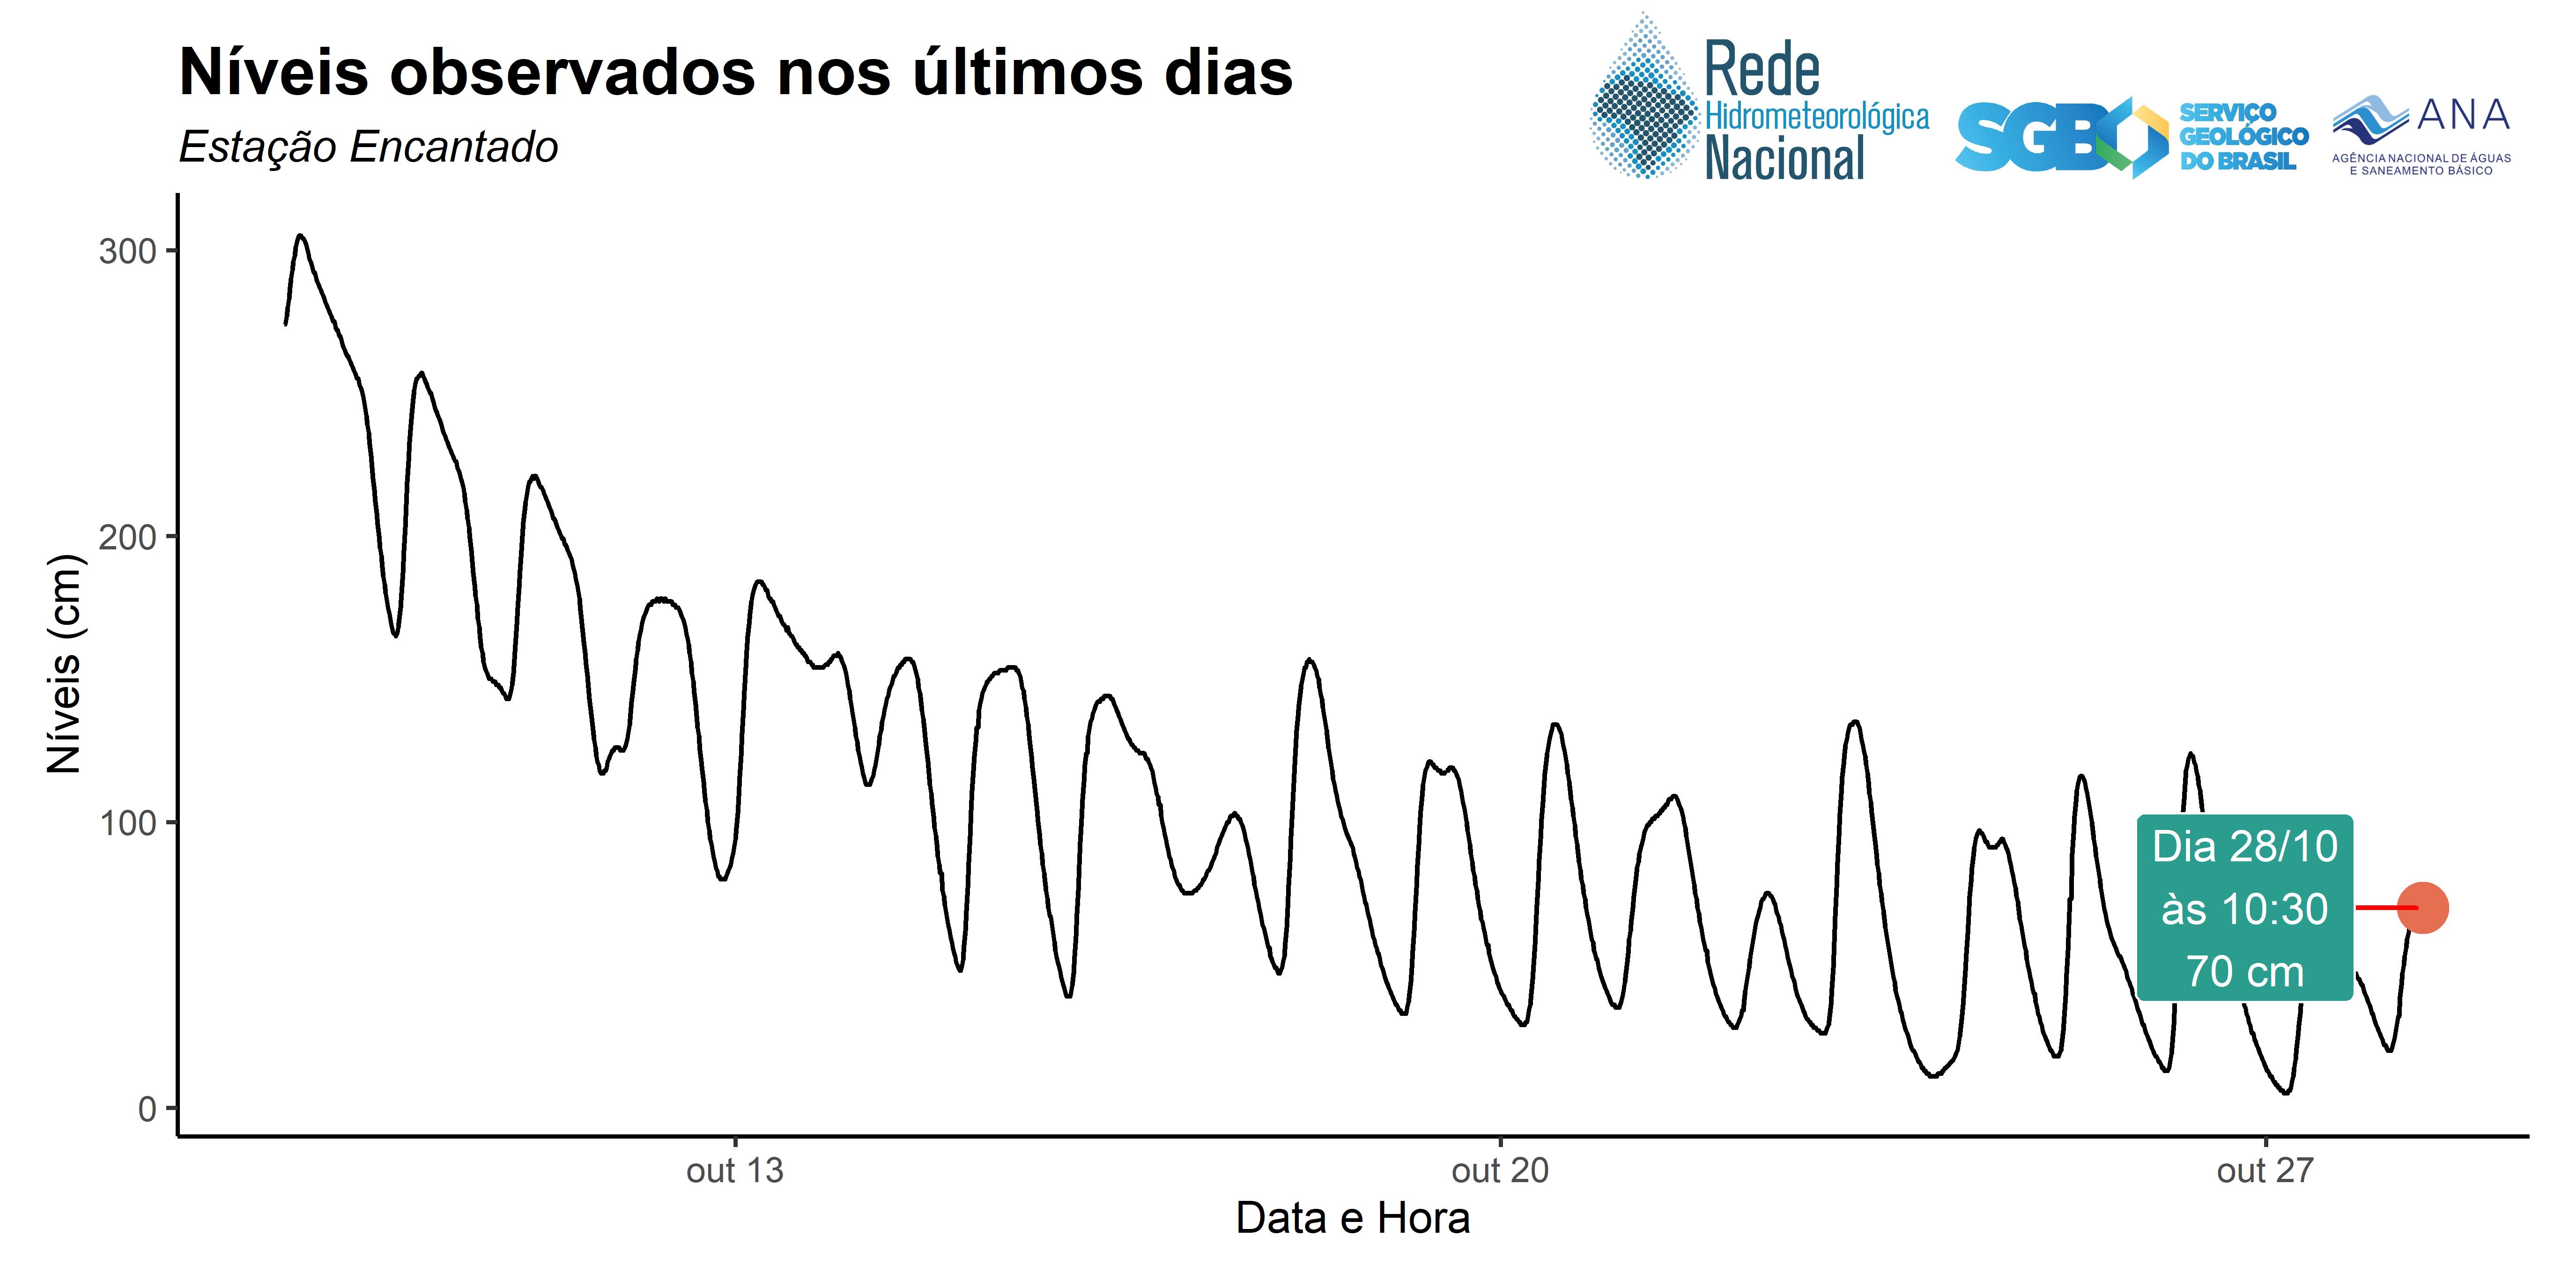 Níveis observados nos últimos dias
Estação Encantado
Rede
Hidrometeorológica
Nacional
SGB
SERVIÇO
GEOLÓGICO
DO BRASIL
ANA
AGÊNCIA NACIONAL DE ÁGUAS
E SANEAMENTO BÁSICO
300
200
100
0
Níveis (cm)
Dia 28/10
às 10:30
70 cm
out 13
out 20
out 27
Data e Hora